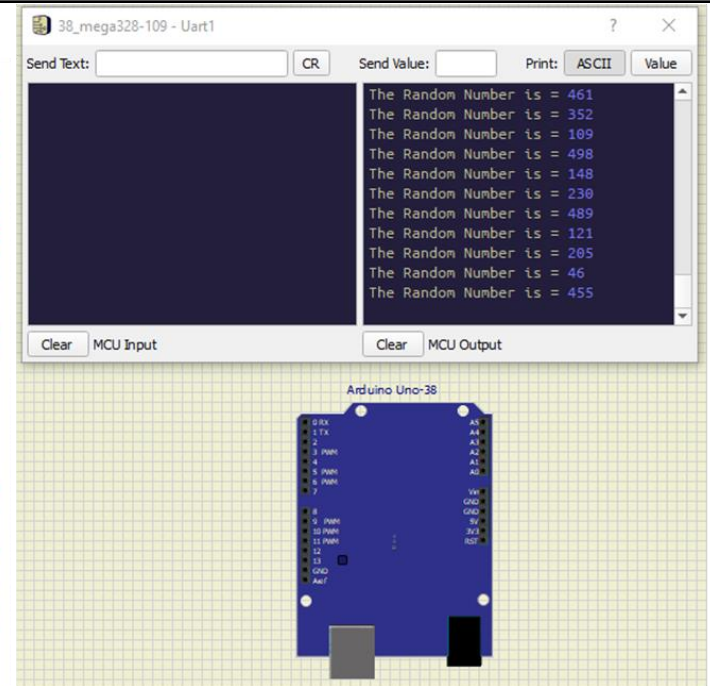 38_mega328-109 - Uart1 ? ×
Send Text: CR Send Value: Print: ASCII Value
The Random Number is = 461
The Random Number is = 352
The Random Number is = 109
The Random Number is = 498
The Random Number is = 148
The Random Number is = 230
The Random Number is = 489
The Random Number is = 121
The Random Number is = 205
The Random Number is = 46
The Random Number is = 455
Clear MCU Input Clear MCU Output
Arduino Uno-38
0 RX A5
1 TX A4
2 A3
3 PWM A2
4 A1
5 PWM A0
6 PWM
7 Vin
GND
8 GND
9 PWM 5V
10 PWM 3V3
11 PWM RST
12
13
GND
Aref